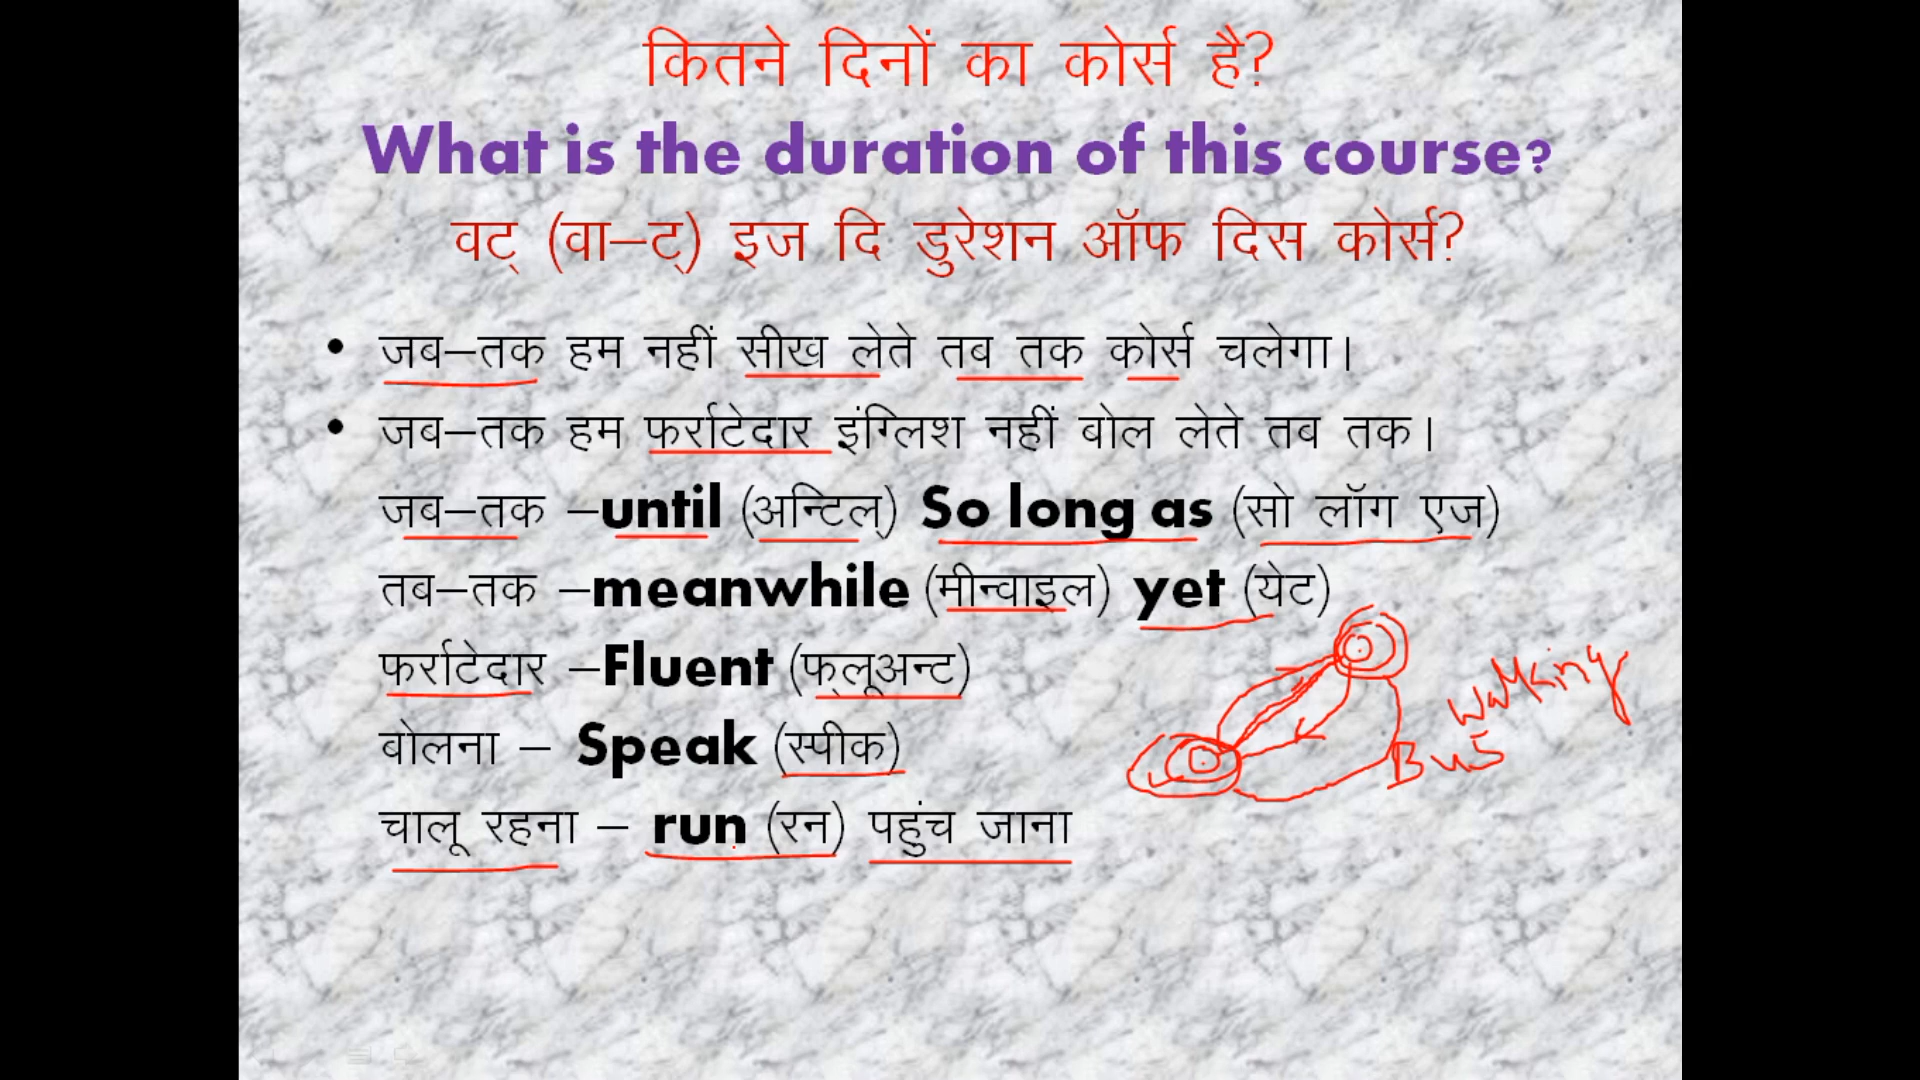 कितने दिनों का कोर्स है?
What is the duration of this course?
वट् (वा–ट्) इज दि डुरेशन ऑफ दिस कोर्स?
• जब–तक हम नहीं सीख लेते तब तक कोर्स चलेगा।
• जब–तक हम फर्राटेदार इंग्लिश नहीं बोल लेते तब तक।
जब–तक –until (अन्टिल्) So long as (सो लॉग एज)
तब–तक –meanwhile (मीन्वाइल) yet (येट)
फर्राटेदार –Fluent (फ्लूअन्ट)
Walking
बोलना – Speak (स्पीक)
Bus
चालू रहना – run (रन) पहुंच जाना